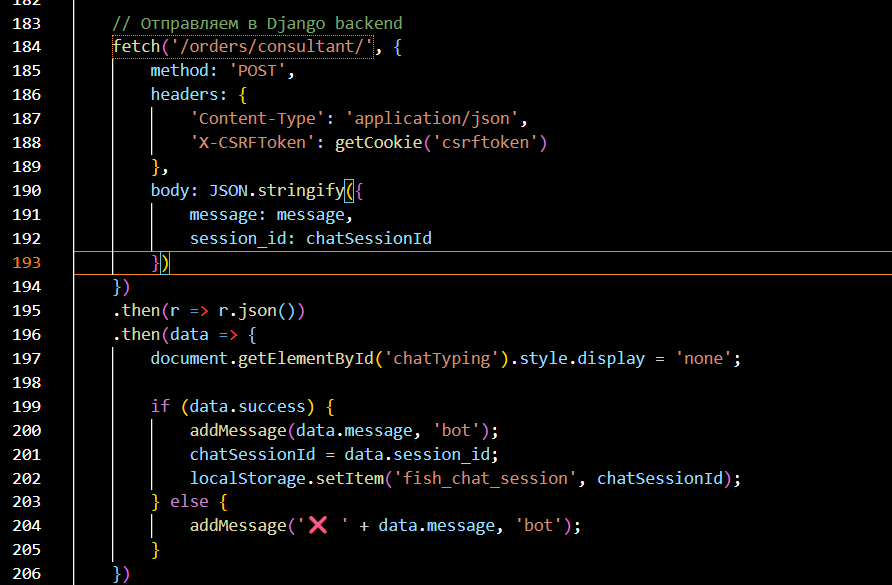 182
183 // Отправляем в Django backend
184 fetch('/orders/consultant/', {
185 method: 'POST',
186 headers: {
187 'Content-Type': 'application/json',
188 'X-CSRFToken': getCookie('csrftoken')
189 },
190 body: JSON.stringify({
191 message: message,
192 session_id: chatSessionId
193 })
194 })
195 .then(r => r.json())
196 .then(data => {
197 document.getElementById('chatTyping').style.display = 'none';
198
199 if (data.success) {
200 addMessage(data.message, 'bot');
201 chatSessionId = data.session_id;
202 localStorage.setItem('fish_chat_session', chatSessionId);
203 } else {
204 addMessage('❌ ' + data.message, 'bot');
205 }
206 })